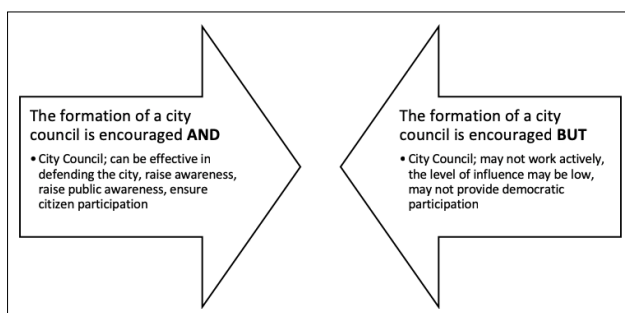 The formation of a city
council is encouraged AND
• City Council; can be effective in
defending the city, raise awareness,
raise public awareness, ensure
citizen participation
The formation of a city
council is encouraged BUT
• City Council; may not work actively,
the level of influence may be low,
may not provide democratic
participation